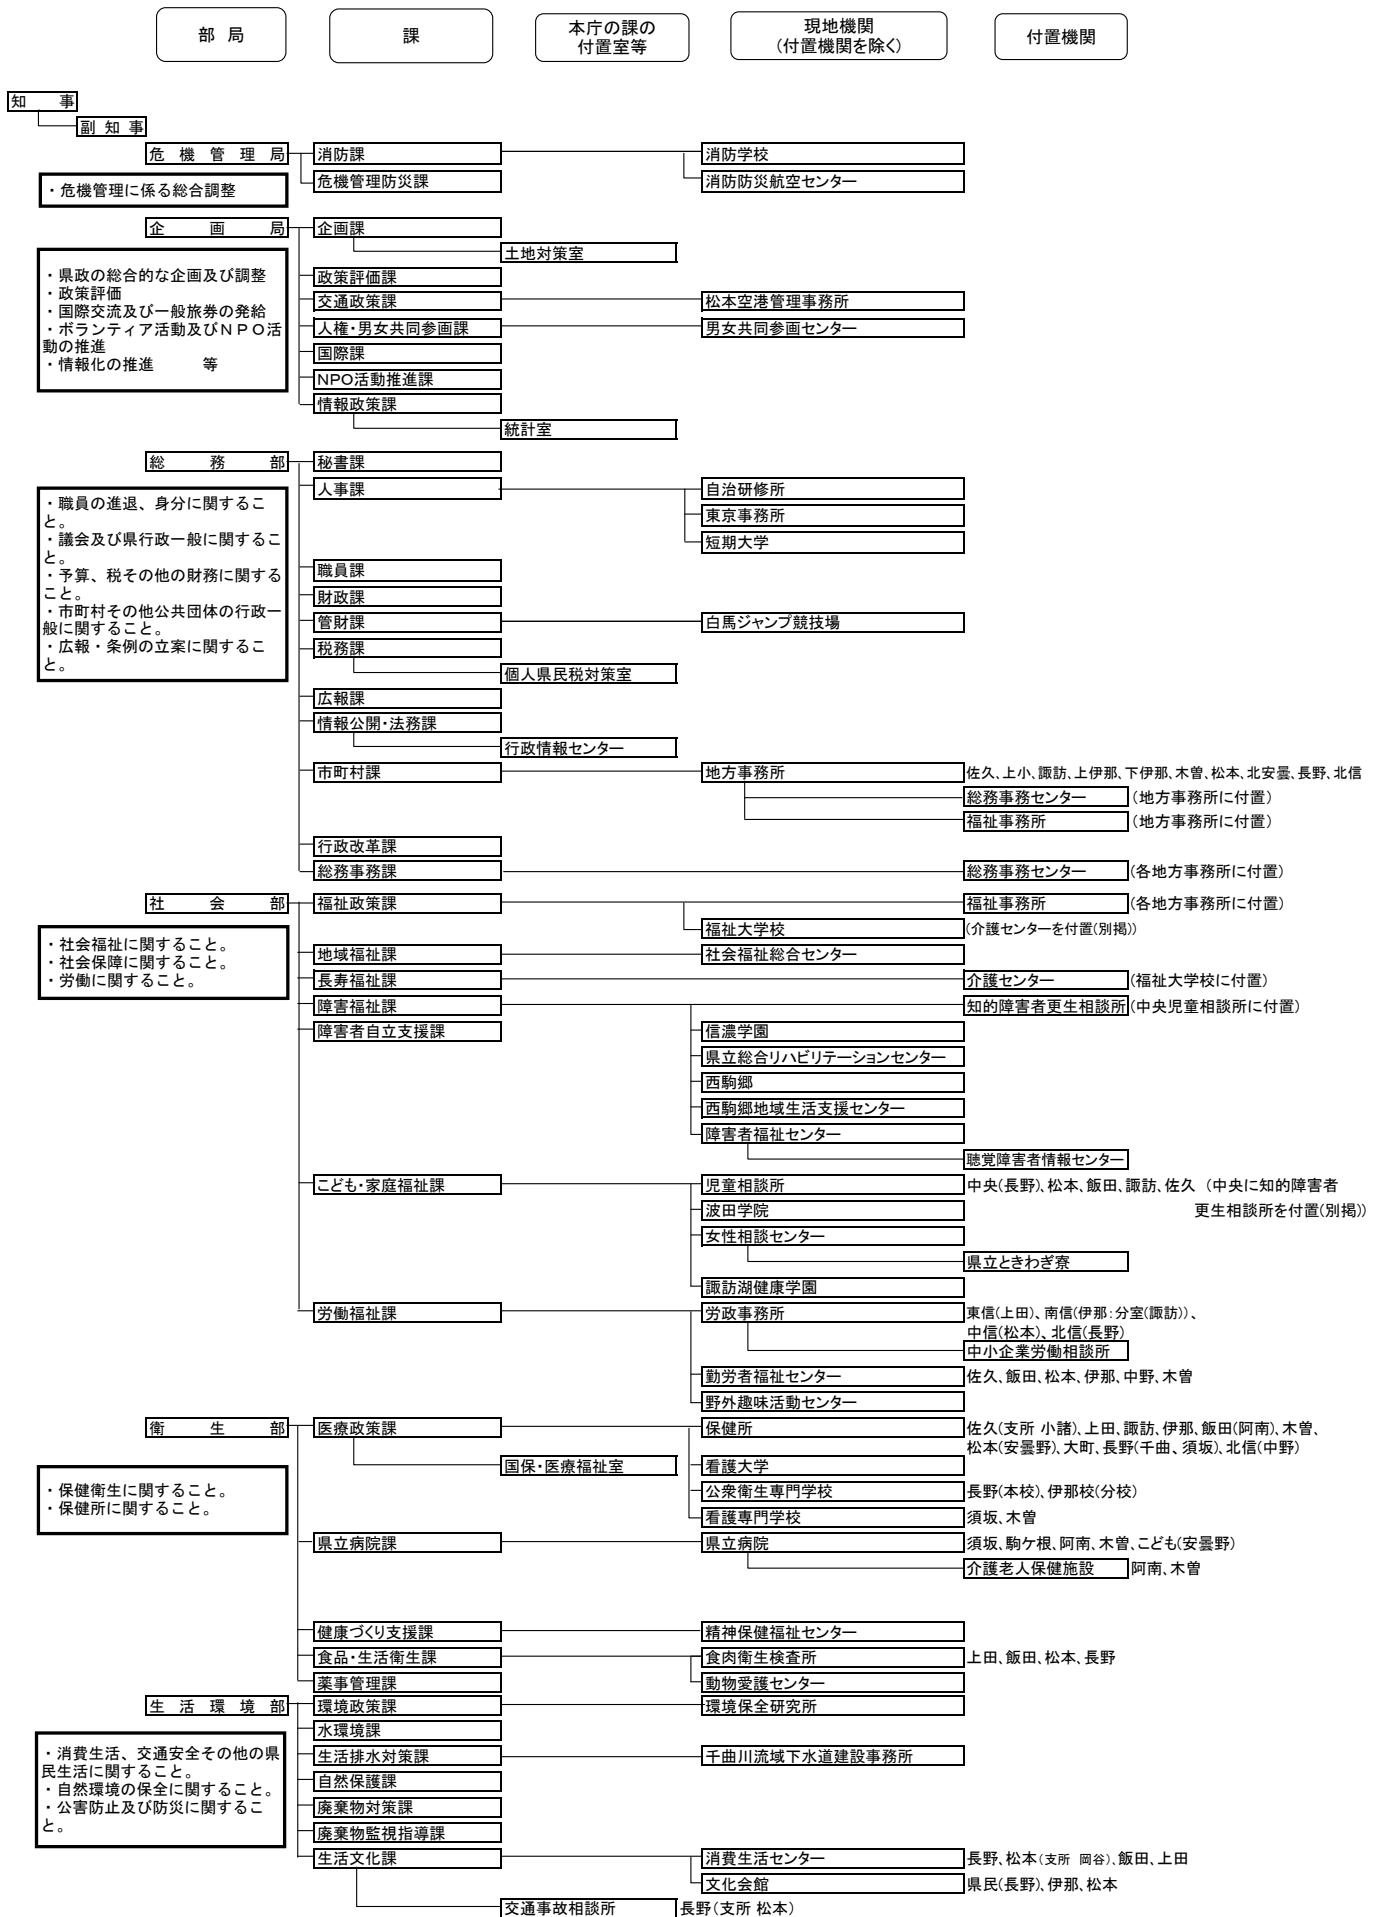 部　局　課　本庁の課の　現地機関　付置機関
付置室等　(付置機関を除く)
知　事
副 知 事
危 機 管 理 局　消防課　消防学校
危機管理防災課　消防防災航空センター
・危機管理に係る総合調整
企　画　局　企画課
土地対策室
・県政の総合的な企画及び調整
・政策評価
・国際交流及び一般旅券の発給
・ボランティア活動及びＮＰＯ活
動の推進
・情報化の推進　　　等
政策評価課
交通政策課　松本空港管理事務所
人権・男女共同参画課　男女共同参画センター
国際課
NPO活動推進課
情報政策課
統計室
総　務　部　秘書課
人事課　自治研修所
東京事務所
短期大学
・職員の進退、身分に関するこ
と。
・議会及び県行政一般に関するこ
と。
・予算、税その他の財務に関する
こと。
・市町村その他公共団体の行政一
般に関すること。
・広報・条例の立案に関するこ
と。
職員課
財政課
管財課　白馬ジャンプ競技場
税務課
個人県民税対策室
広報課
情報公開・法務課
行政情報センター
市町村課　地方事務所　佐久、上小、諏訪、上伊那、下伊那、木曽、松本、北安曇、長野、北信
総務事務センター　(地方事務所に付置)
福祉事務所　(地方事務所に付置)
行政改革課
総務事務課　総務事務センター　(各地方事務所に付置)
社　会　部　福祉政策課　福祉事務所　(各地方事務所に付置)
福祉大学校　(介護センターを付置(別掲))
・社会福祉に関すること。
・社会保障に関すること。
・労働に関すること。
地域福祉課　社会福祉総合センター
長寿福祉課　介護センター　(福祉大学校に付置)
障害福祉課　知的障害者更生相談所　(中央児童相談所に付置)
障害者自立支援課　信濃学園
県立総合リハビリテーションセンター
西駒郷
西駒郷地域生活支援センター
障害者福祉センター
聴覚障害者情報センター
こども・家庭福祉課　児童相談所　中央(長野)、松本、飯田、諏訪、佐久　(中央に知的障害者
波田学院　更生相談所を付置(別掲))
女性相談センター
県立ときわぎ寮
諏訪湖健康学園
労働福祉課　労政事務所　東信(上田)、南信(伊那：分室(諏訪))、
中信(松本)、北信(長野)
中小企業労働相談所
勤労者福祉センター　佐久、飯田、松本、伊那、中野、木曽
野外趣味活動センター
衛　生　部　医療政策課　保健所　佐久(支所 小諸)、上田、諏訪、伊那、飯田(阿南)、木曽、
松本(安曇野)、大町、長野(千曲、須坂)、北信(中野)
国保・医療福祉室　看護大学
・保健衛生に関すること。
・保健所に関すること。
公衆衛生専門学校　長野(本校)、伊那校(分校)
看護専門学校　須坂、木曽
県立病院課　県立病院　須坂、駒ケ根、阿南、木曽、こども(安曇野)
介護老人保健施設　阿南、木曽
健康づくり支援課　精神保健福祉センター
食品・生活衛生課　食肉衛生検査所　上田、飯田、松本、長野
薬事管理課　動物愛護センター
生 活 環 境 部　環境政策課　環境保全研究所
水環境課
・消費生活、交通安全その他の県
民生活に関すること。
・自然環境の保全に関すること。
・公害防止及び防災に関するこ
と。
生活排水対策課　千曲川流域下水道建設事務所
自然保護課
廃棄物対策課
廃棄物監視指導課
生活文化課　消費生活センター　長野、松本(支所　岡谷)、飯田、上田
文化会館　県民(長野)、伊那、松本
交通事故相談所　長野(支所 松本)